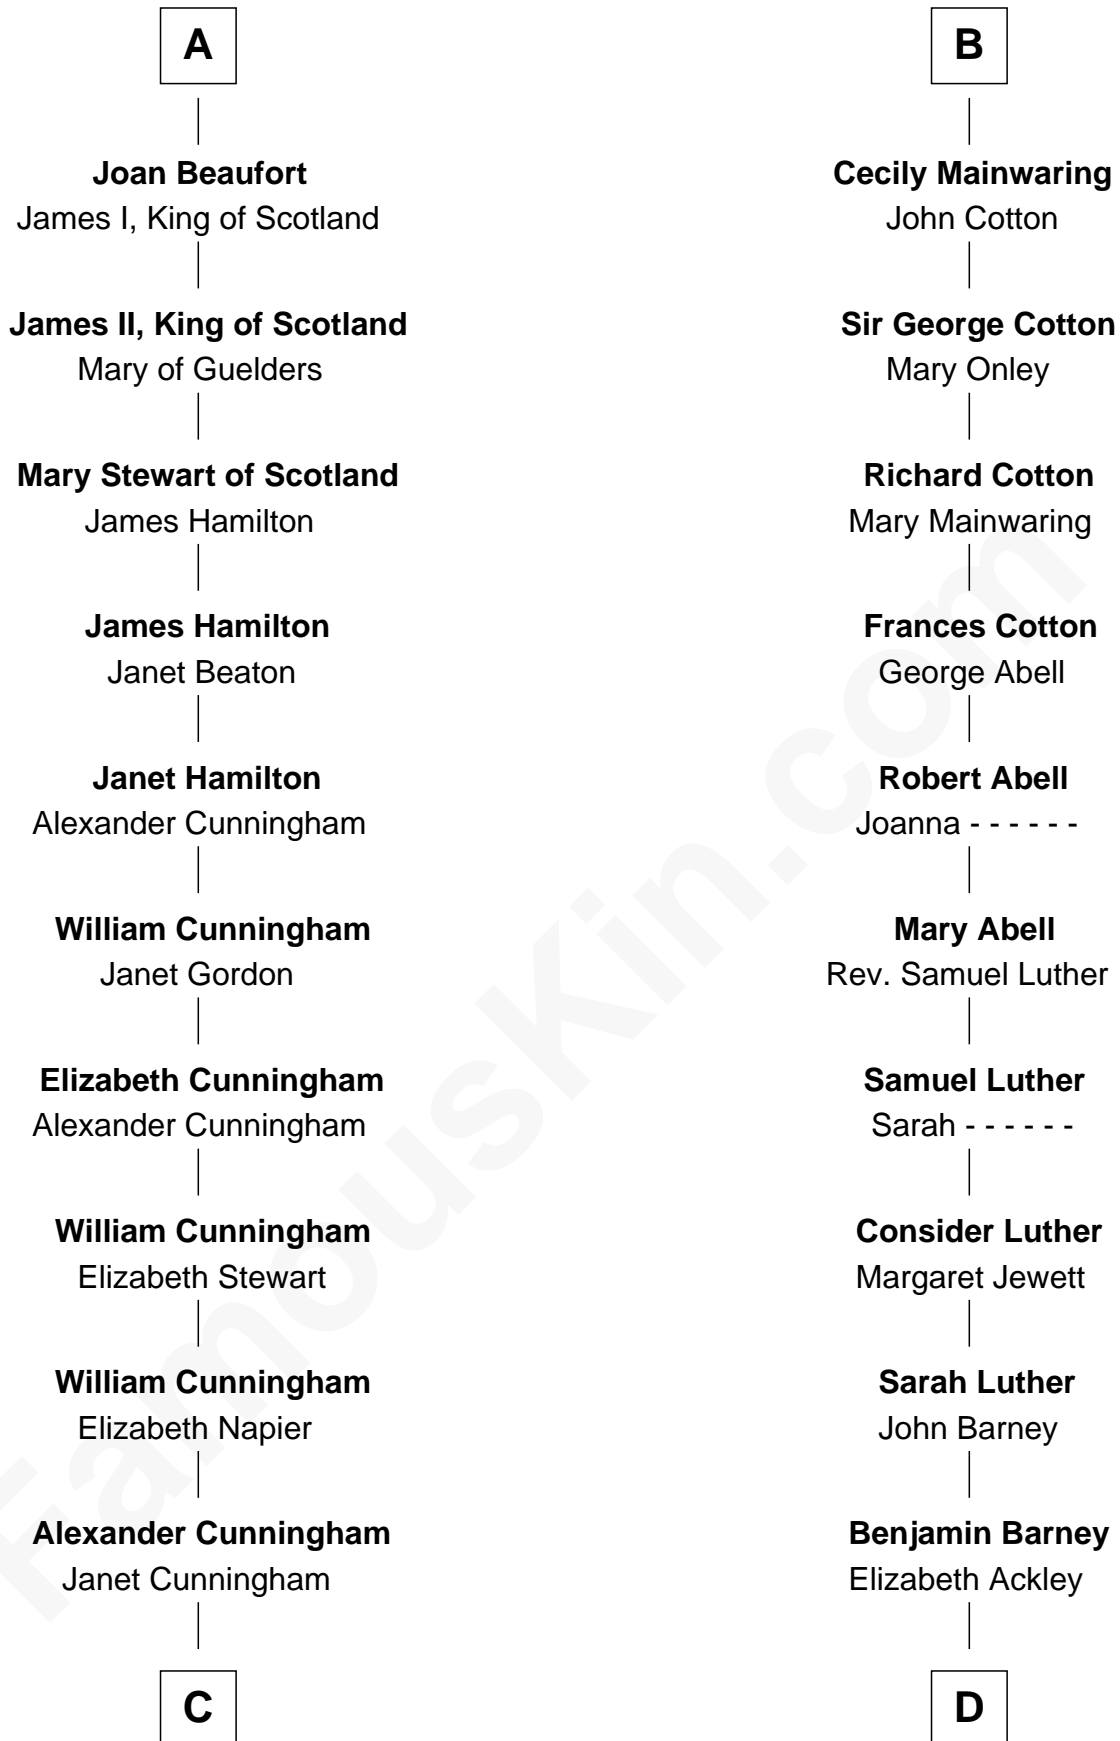 A
Joan Beaufort
James I, King of Scotland
James II, King of Scotland
Mary of Guelders
Mary Stewart of Scotland
James Hamilton
James Hamilton
Janet Beaton
Janet Hamilton
Alexander Cunningham
William Cunningham
Janet Gordon
Elizabeth Cunningham
Alexander Cunningham
William Cunningham
Elizabeth Stewart
William Cunningham
Elizabeth Napier
Alexander Cunningham
Janet Cunningham
C
B
Cecily Mainwaring
John Cotton
Sir George Cotton
Mary Onley
Richard Cotton
Mary Mainwaring
Frances Cotton
George Abell
Robert Abell
Joanna - - - - - -
Mary Abell
Rev. Samuel Luther
Samuel Luther
Sarah - - - - - -
Consider Luther
Margaret Jewett
Sarah Luther
John Barney
Benjamin Barney
Elizabeth Ackley
D
FamousKin.com